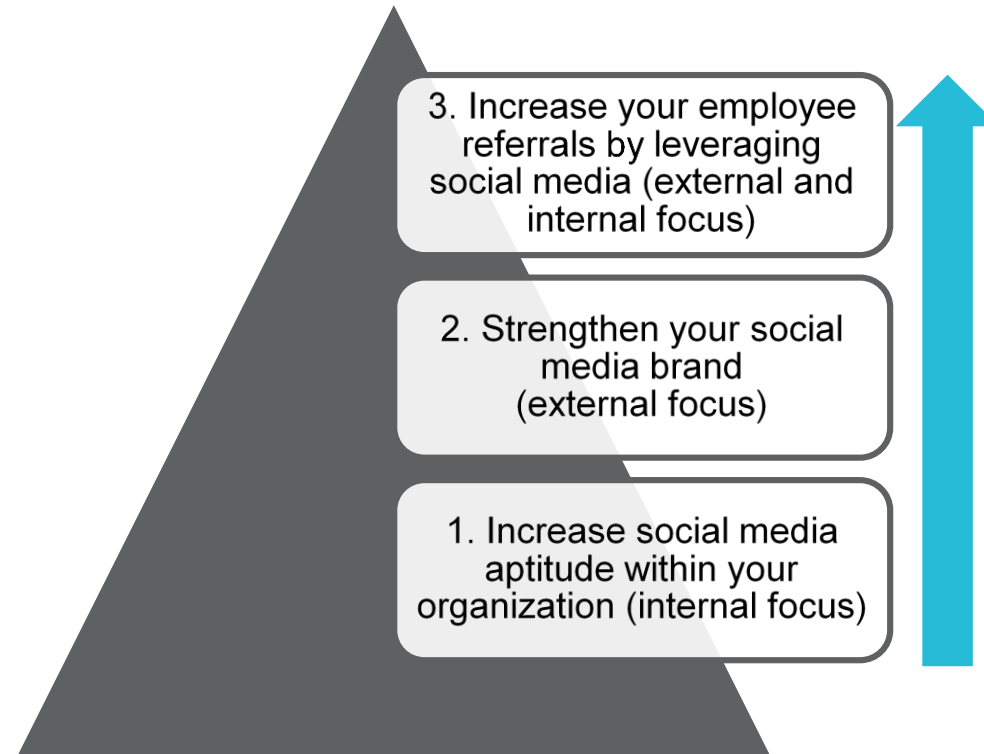 3. Increase your employee
referrals by leveraging
social media (external and
internal focus)
2. Strengthen your social
media brand
(external focus)
1. Increase social media
aptitude within your
organization (internal focus)